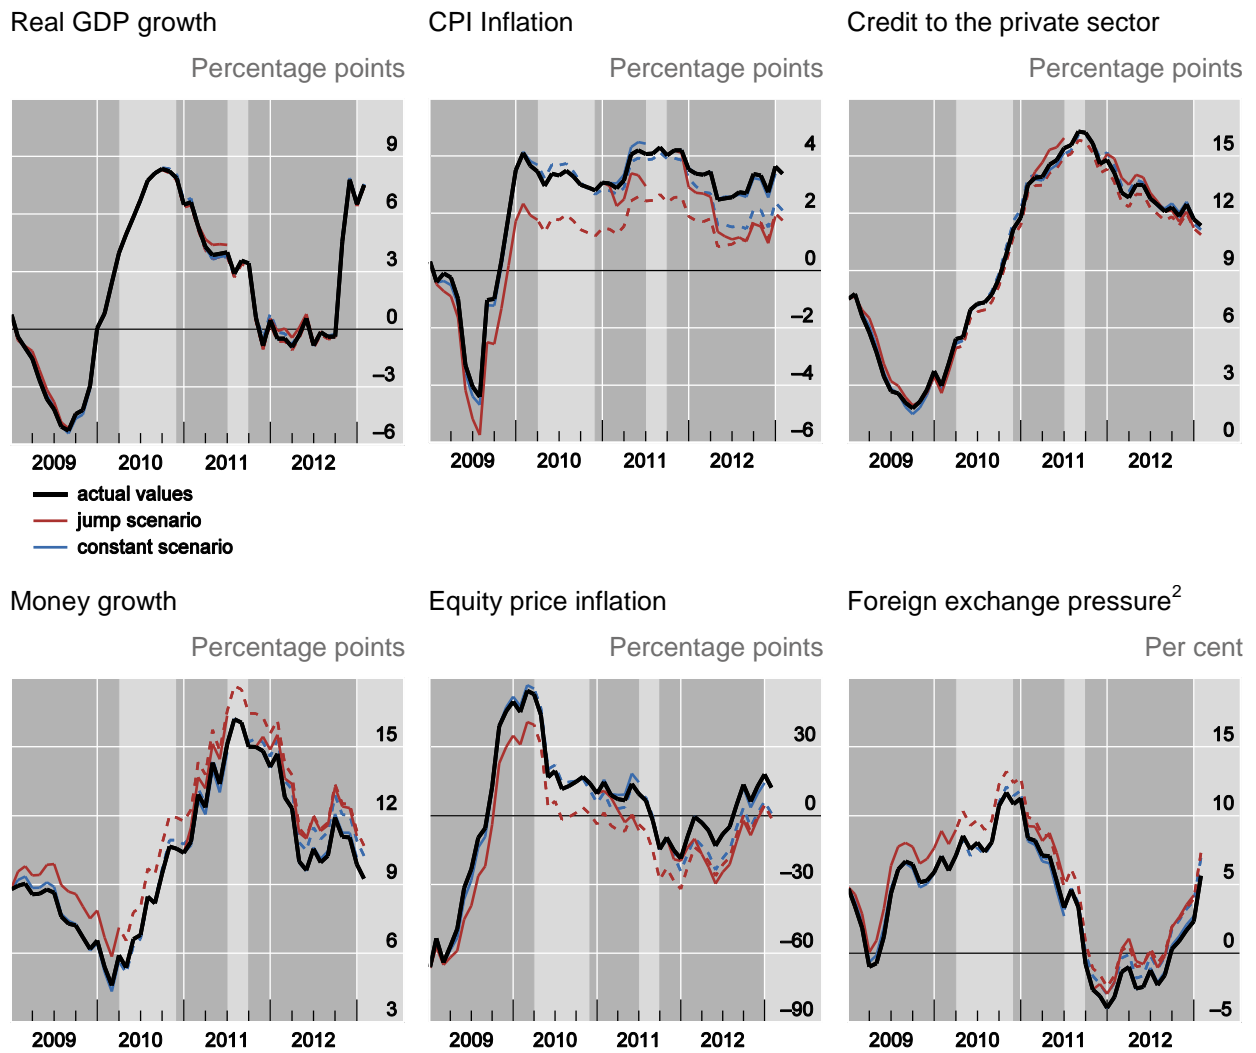 Real GDP growth
Percentage points
9
6
3
0
–3
–6
2009 2010 2011 2012
CPI Inflation
Percentage points
4
2
0
–2
–4
–6
2009 2010 2011 2012
Credit to the private sector
Percentage points
15
12
9
6
3
0
2009 2010 2011 2012
actual values
jump scenario
constant scenario
Money growth
Percentage points
15
12
9
6
3
2009 2010 2011 2012
Equity price inflation
Percentage points
30
0
–30
–60
–90
2009 2010 2011 2012
Foreign exchange pressure2
Per cent
15
10
5
0
–5
2009 2010 2011 2012